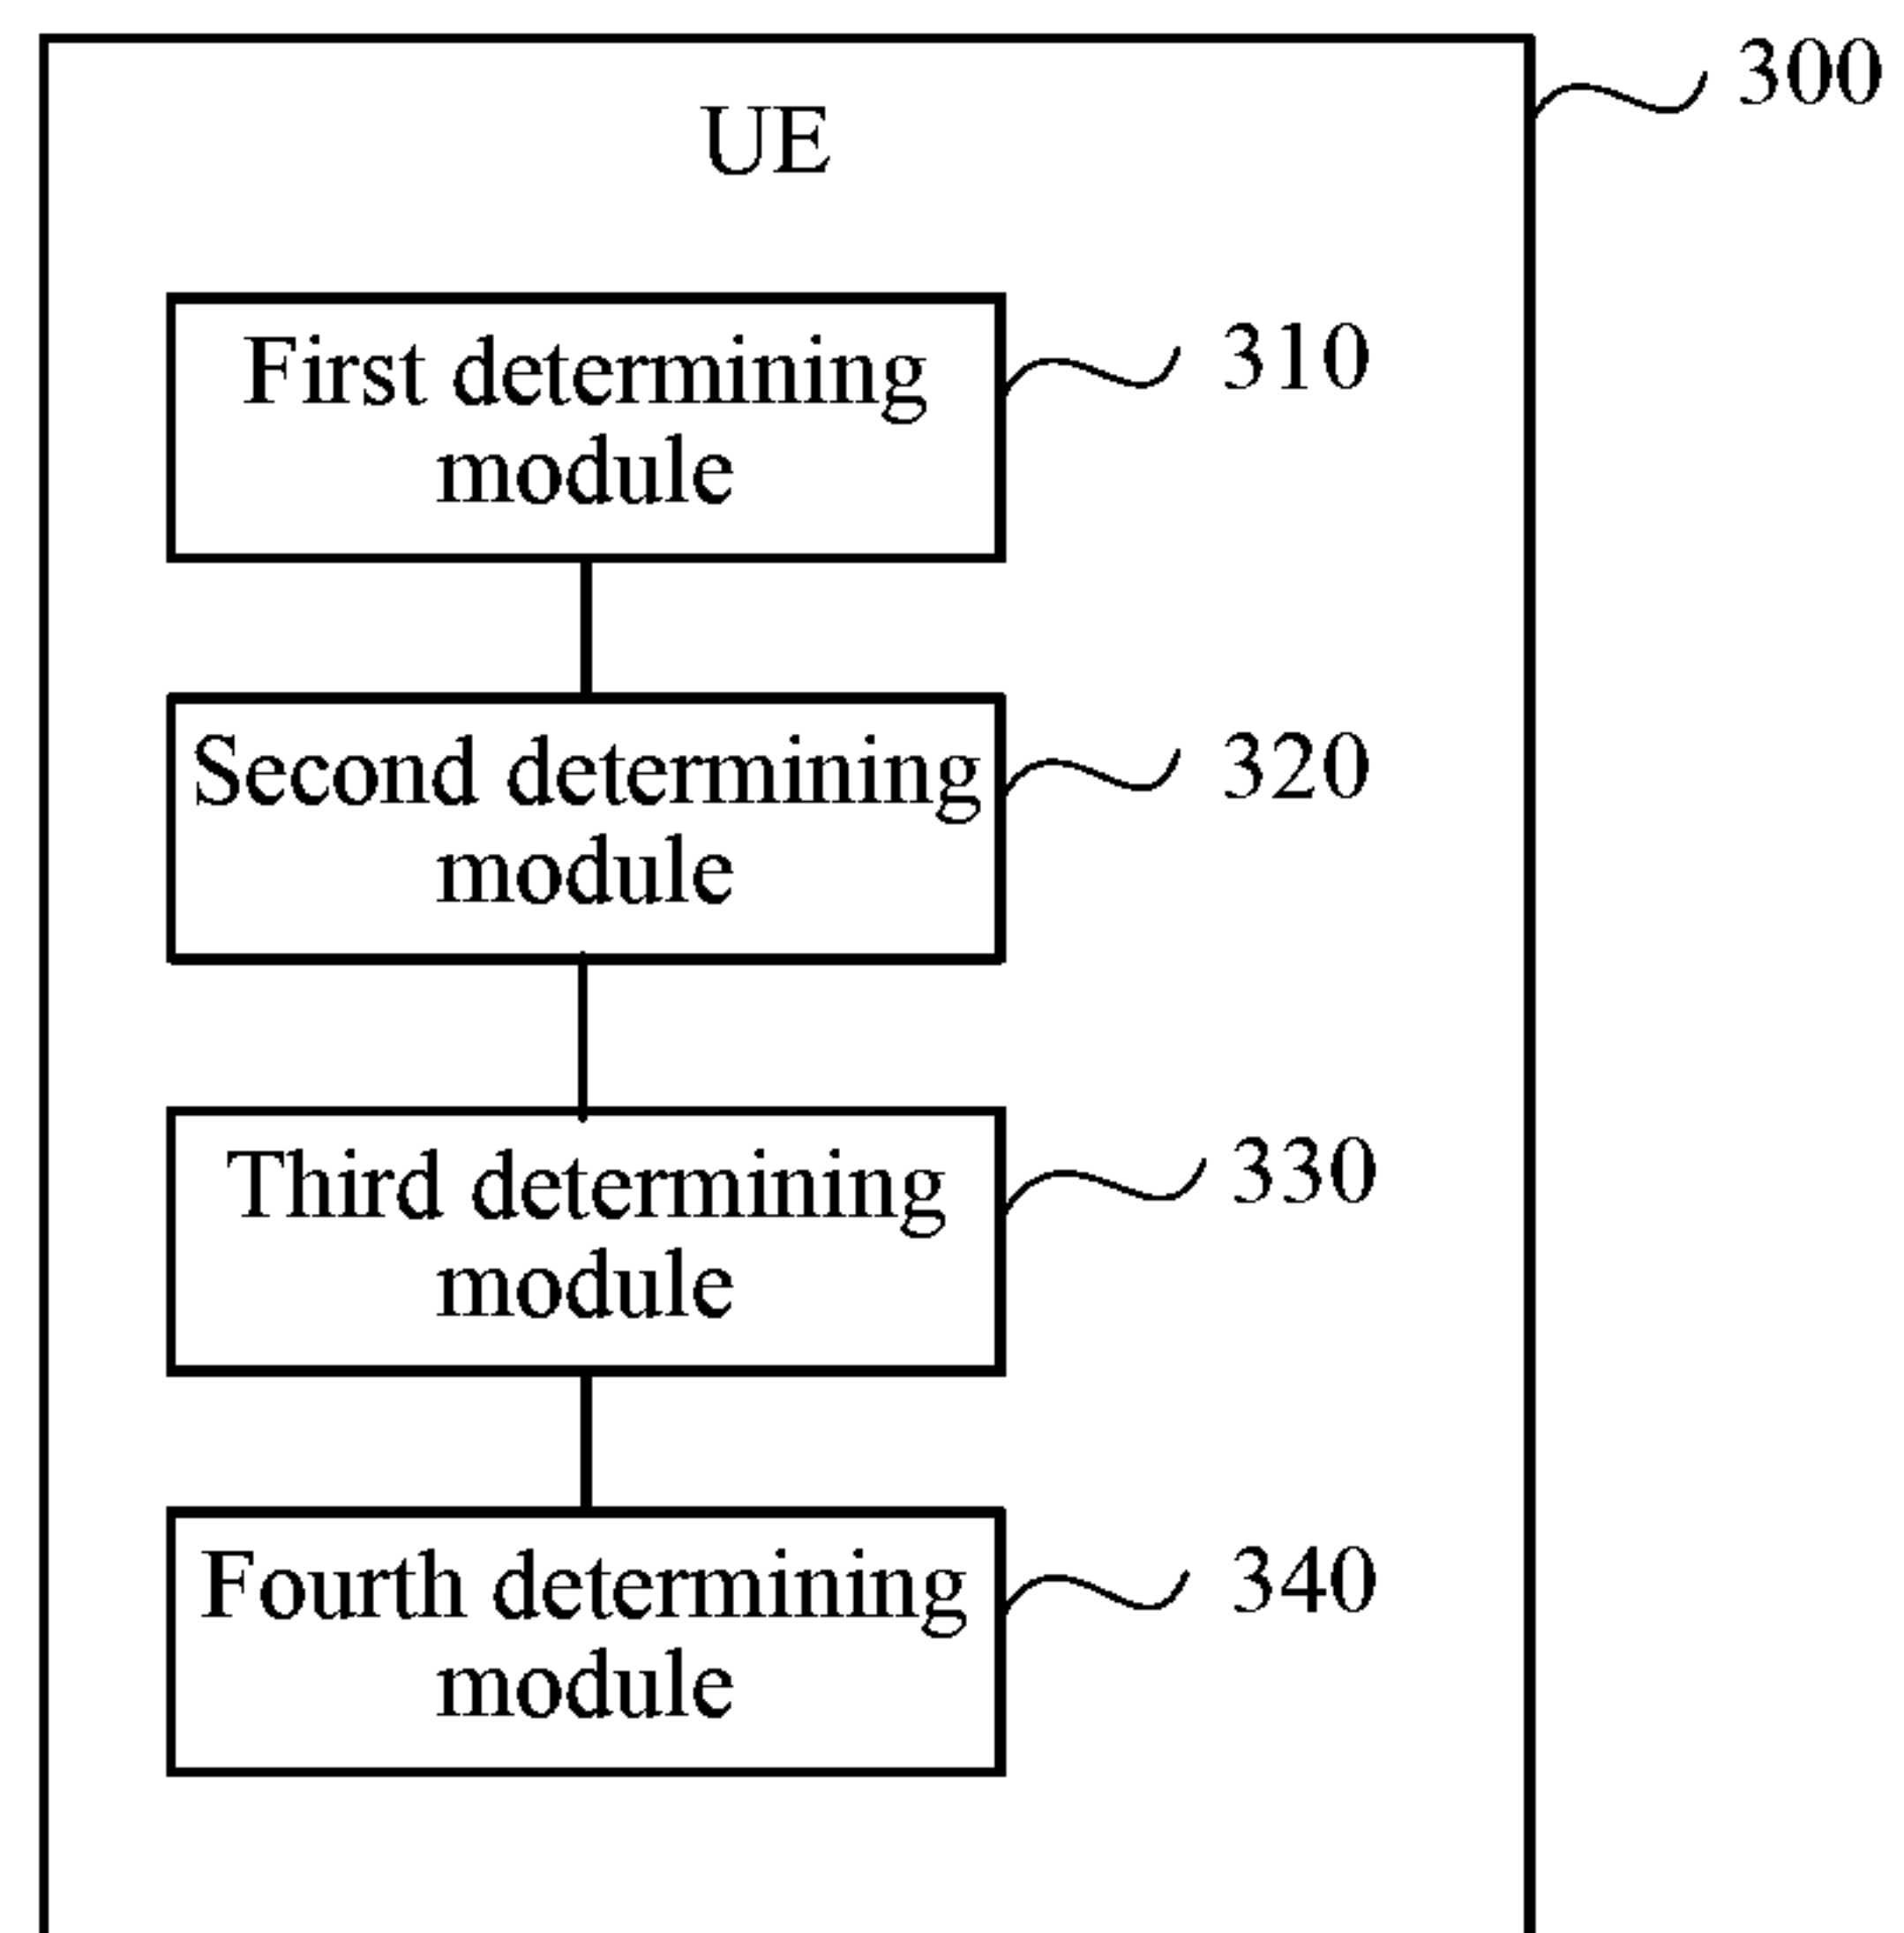 300
UE
First determining
module
310
Second determining
module
320
Third determining
module
330
Fourth determining
module
340